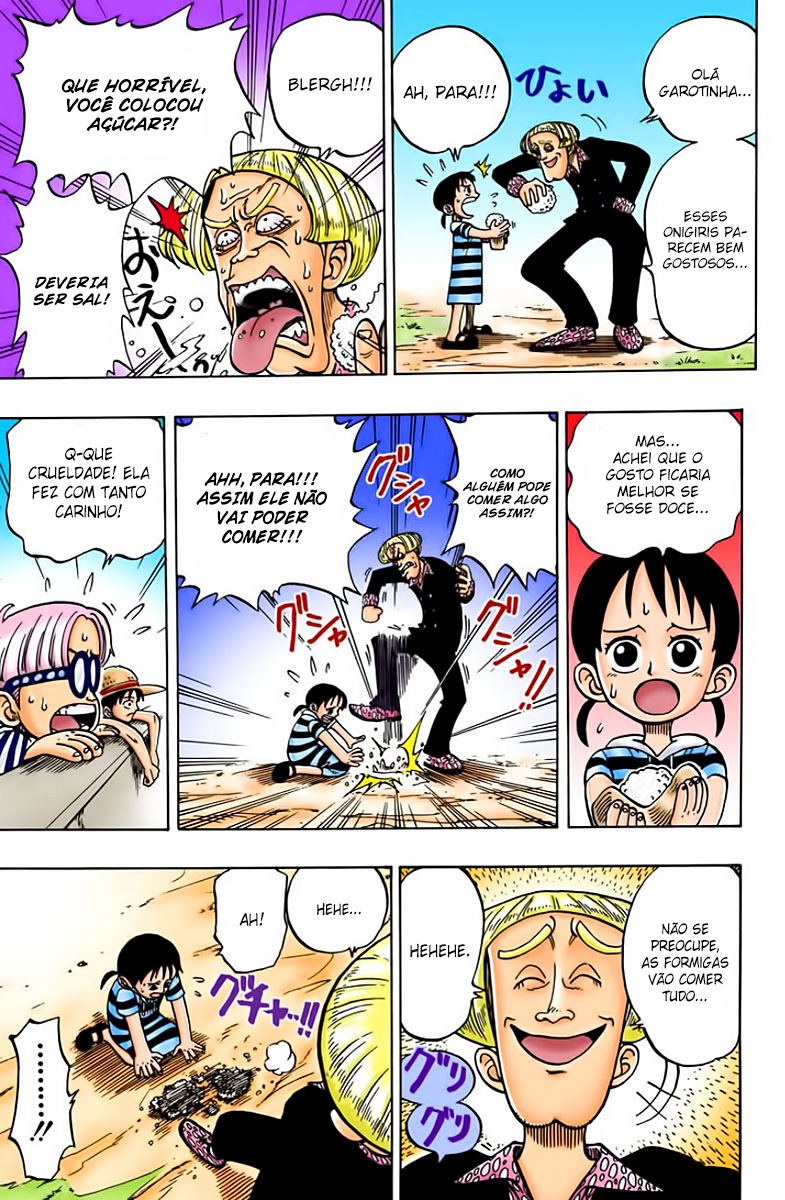 OLÁ
GAROTINHA...
ESSES
ONIGIRIS PA-
RECEM BEM
GOSTOSOS...
ひょい
AH, PARA!!!
BLERGH!!!
QUE HORRÍVEL,
VOCÊ COLOCOU
AÇÚCAR?!
DEVERIA
SER SAL!
おえーっ
MAS...
ACHEI QUE O
GOSTO FICARIA
MELHOR SE
FOSSE DOCE...
COMO
ALGUÉM PODE
COMER ALGO
ASSIM?!
グシャ
AHH, PARA!!!
ASSIM ELE NÃO
VAI PODER
COMER!!!
グシャ
グシャ!!
Q-QUE
CRUELDADE! ELA
FEZ COM TANTO
CARINHO!
NÃO SE
PREOCUPE,
AS FORMIGAS
VÃO COMER
TUDO...
HEHEHE.
グリ
グリ
HEHE...
AH!
グチャ..!!
........!!